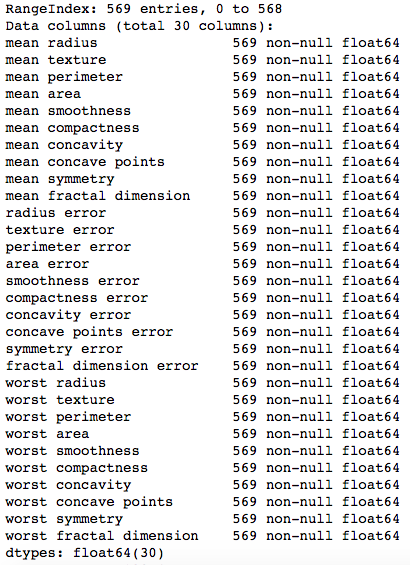 RangeIndex: 569 entries, 0 to 568
Data columns (total 30 columns):
mean radius 569 non-null float64
mean texture 569 non-null float64
mean perimeter 569 non-null float64
mean area 569 non-null float64
mean smoothness 569 non-null float64
mean compactness 569 non-null float64
mean concavity 569 non-null float64
mean concave points 569 non-null float64
mean symmetry 569 non-null float64
mean fractal dimension 569 non-null float64
radius error 569 non-null float64
texture error 569 non-null float64
perimeter error 569 non-null float64
area error 569 non-null float64
smoothness error 569 non-null float64
compactness error 569 non-null float64
concavity error 569 non-null float64
concave points error 569 non-null float64
symmetry error 569 non-null float64
fractal dimension error 569 non-null float64
worst radius 569 non-null float64
worst texture 569 non-null float64
worst perimeter 569 non-null float64
worst area 569 non-null float64
worst smoothness 569 non-null float64
worst compactness 569 non-null float64
worst concavity 569 non-null float64
worst concave points 569 non-null float64
worst symmetry 569 non-null float64
worst fractal dimension 569 non-null float64
dtypes: float64(30)